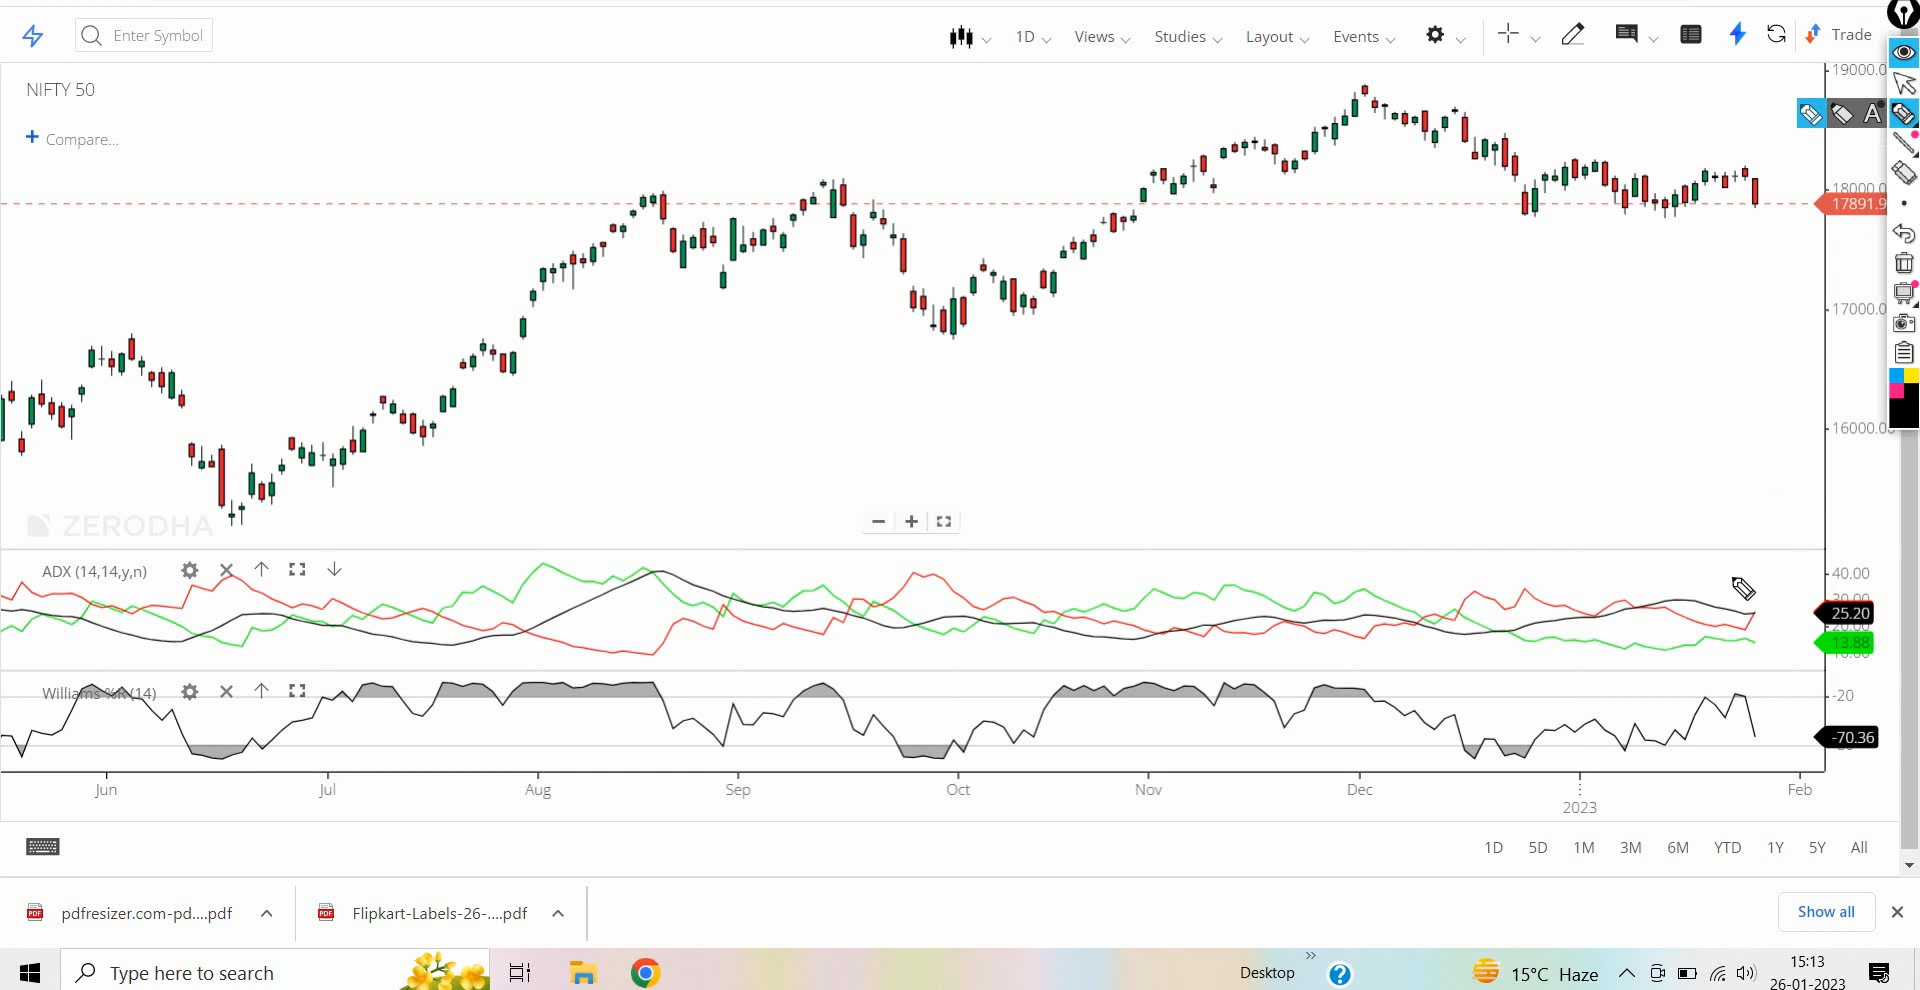 Enter Symbol
1D
Views
Studies
Layout
Events
Trade
NIFTY 50
Compare...
19000.0
A
18000.0
17891.9
17000.0
16000.0
ZERODHA
ADX (14,14,y,n)
40.00
25.20
13.88
Williams %R (14)
-20
-70.36
Jun
Jul
Aug
Sep
Oct
Nov
Dec
2023
Feb
1D
5D
1M
3M
6M
YTD
1Y
5Y
All
PDF
pdfresizer.com-pd....pdf
PDF
Flipkart-Labels-26-....pdf
Show all
Type here to search
Desktop
15°C Haze
15:13
26-01-2023